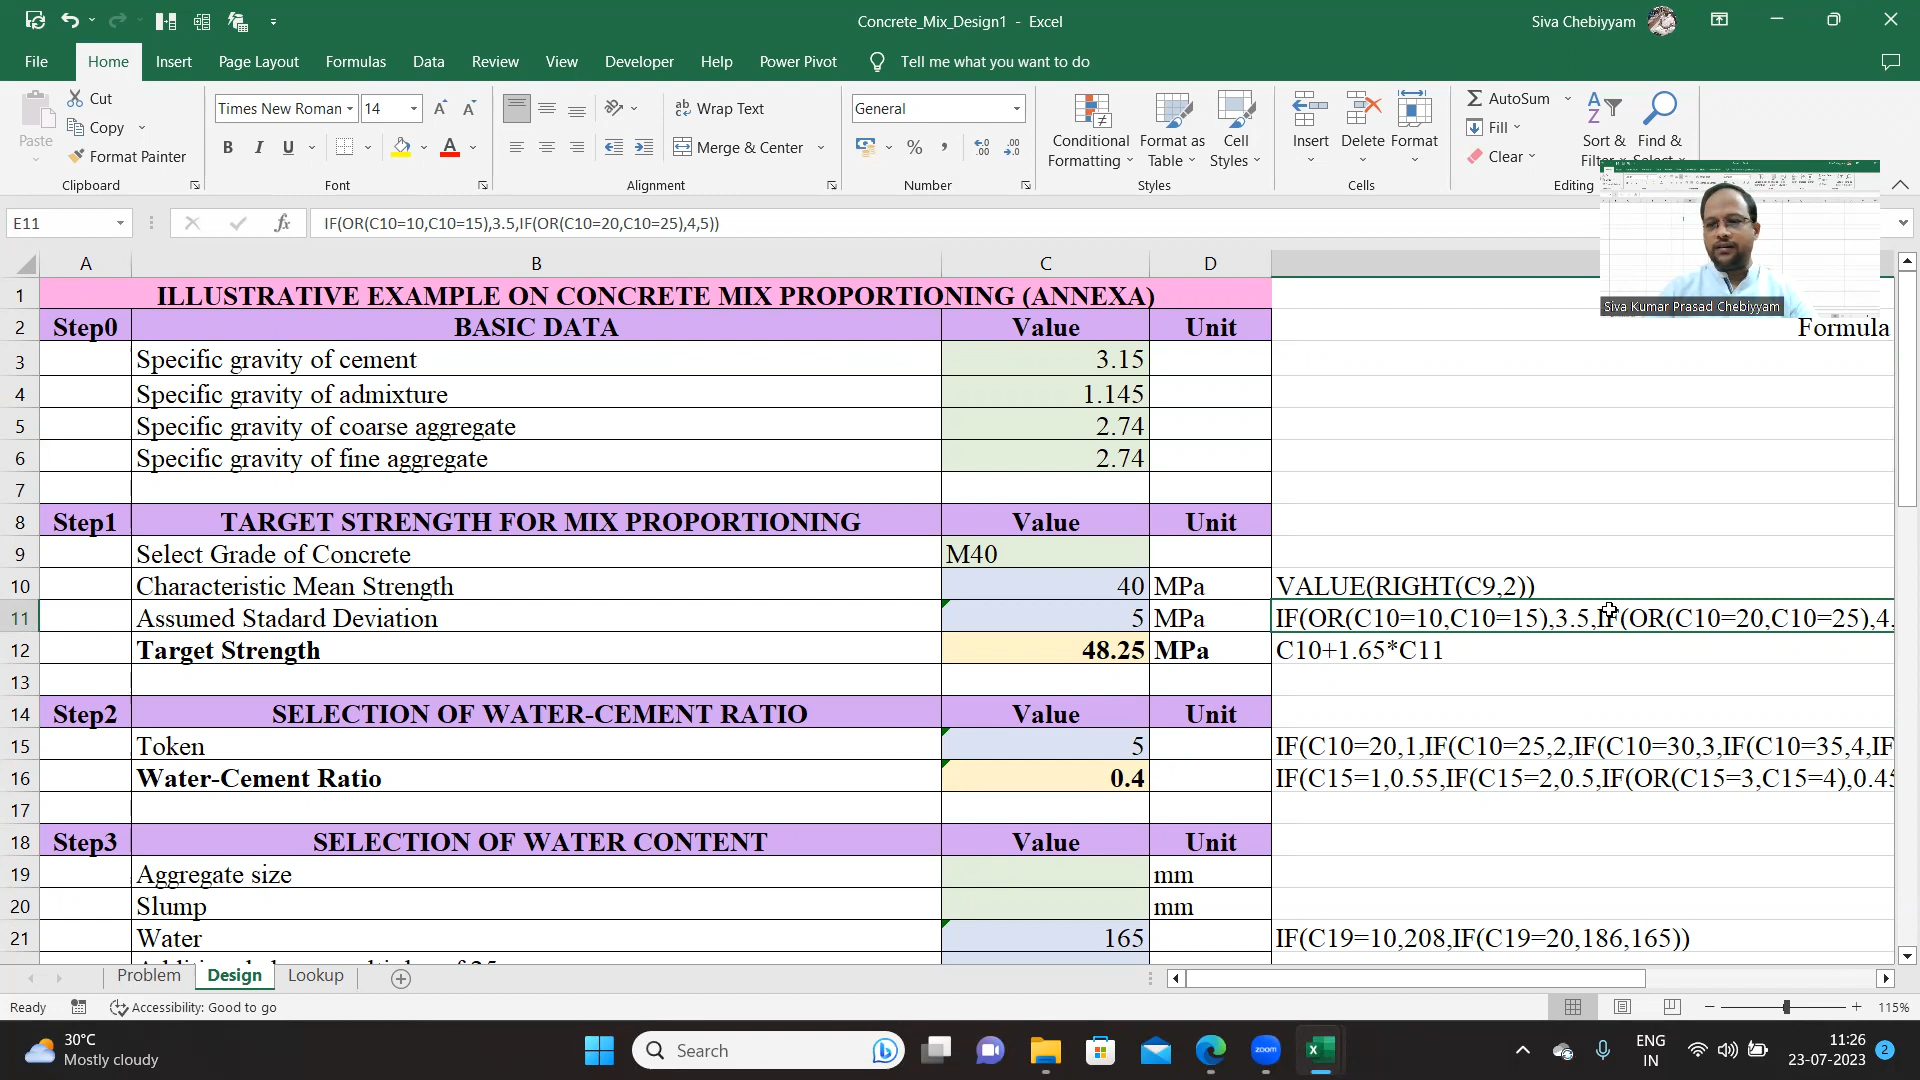 Concrete_Mix_Design1 - Excel
Siva Chebiyyam
File Home Insert Page Layout Formulas Data Review View Developer Help Power Pivot Tell me what you want to do
Paste
Cut
Copy
Format Painter
Clipboard
Times New Roman 14
B I U
Font
Wrap Text
Merge & Center
Alignment
General
Number
Conditional Formatting
Format as Table
Cell Styles
Styles
Insert
Delete
Format
Cells
AutoSum
Fill
Clear
Sort & Filter
Find & Select
Editing
E11
fx
IF(OR(C10=10,C10=15),3.5,IF(OR(C10=20,C10=25),4,5))
Siva Kumar Prasad Chebiyyam
A B C D
1 ILLUSTRATIVE EXAMPLE ON CONCRETE MIX PROPORTIONING (ANNEXA)
2 Step0 BASIC DATA Value Unit Formula
3 Specific gravity of cement 3.15
4 Specific gravity of admixture 1.145
5 Specific gravity of coarse aggregate 2.74
6 Specific gravity of fine aggregate 2.74
7
8 Step1 TARGET STRENGTH FOR MIX PROPORTIONING Value Unit
9 Select Grade of Concrete M40
10 Characteristic Mean Strength 40 MPa VALUE(RIGHT(C9,2))
11 Assumed Stadard Deviation 5 MPa IF(OR(C10=10,C10=15),3.5,IF(OR(C10=20,C10=25),4,
12 Target Strength 48.25 MPa C10+1.65*C11
13
14 Step2 SELECTION OF WATER-CEMENT RATIO Value Unit
15 Token 5 IF(C10=20,1,IF(C10=25,2,IF(C10=30,3,IF(C10=35,4,IF
16 Water-Cement Ratio 0.4 IF(C15=1,0.55,IF(C15=2,0.5,IF(OR(C15=3,C15=4),0.45
17
18 Step3 SELECTION OF WATER CONTENT Value Unit
19 Aggregate size mm
20 Slump mm
21 Water 165 IF(C19=10,208,IF(C19=20,186,165))
Problem Design Lookup
Ready Accessibility: Good to go
115%
30°C
Mostly cloudy
Search
zoom
ENG
IN
11:26
23-07-2023
2